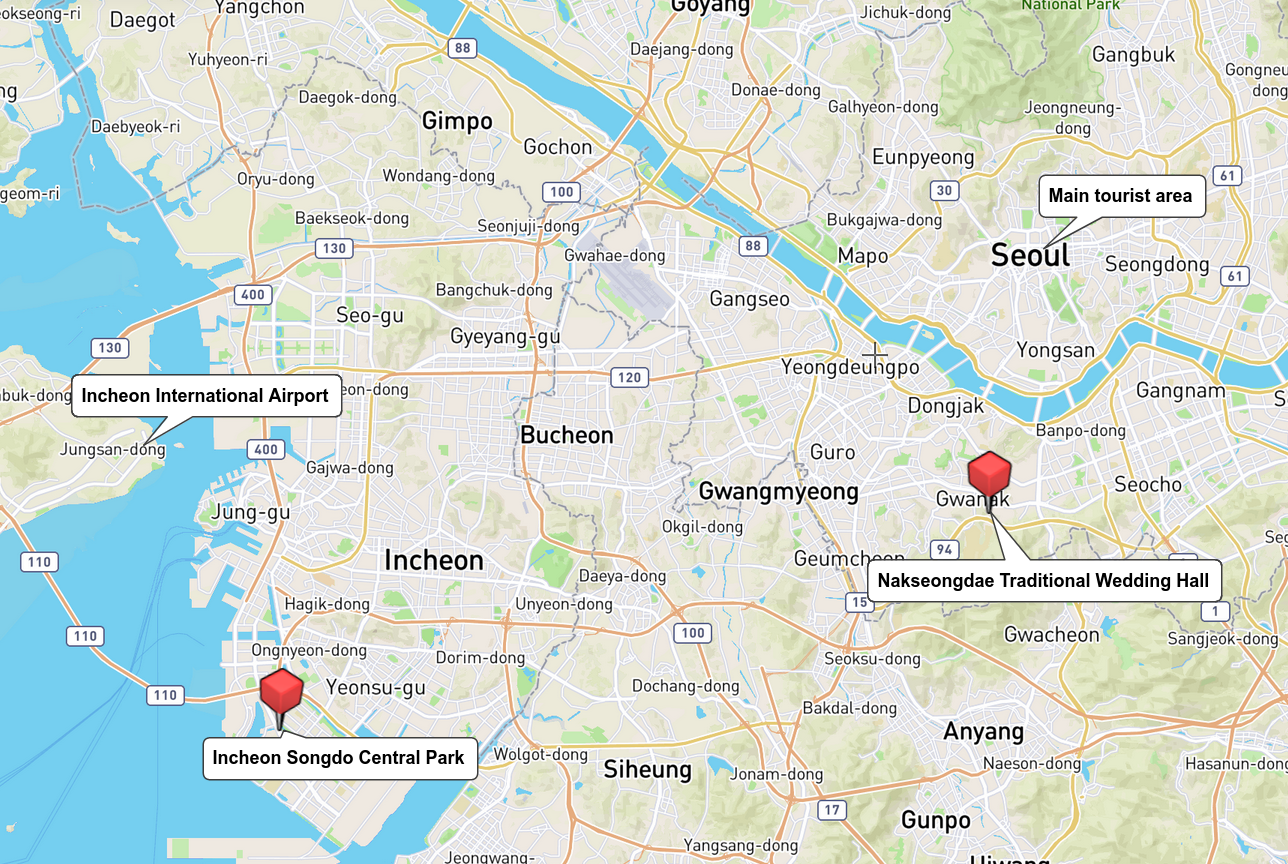 eokseong-ri
Daegot
Yangchon
Goyang
Jichuk-dong
National Park
88
Daejang-dong
Gangbuk
Yuhyeon-ri
Gongneu
dong
Donae-dong
Daegok-dong
Galhyeon-dong
Jeongneung-
dong
ng
Daebyeok-ri
Gimpo
Gochon
Eunpyeong
Oryu-dong
Wondang-dong
100
30
61
geom-ri
Main tourist area
Baekseok-dong
Seonjuji-dong
Bukgajwa-dong
130
Gwahae-dong
88
Mapo
Seoul
Seongdong
61
400
Bangchuk-dong
Gangseo
Seo-gu
Gyeyang-gu
130
Yongsan
120
Yeongdeungpo
Gangnam
buk-dong
Incheon International Airport
eon-dong
S
Dongjak
Bucheon
Banpo-dong
Jungsan-dong
400
Gajwa-dong
Guro
Gwangmyeong
Gwanak
Seocho
Jung-gu
Okgil-dong
Seg
110
Incheon
Geumcheon
94
Daeya-dong
Nakseongdae Traditional Wedding Hall
Hagik-dong
Unyeon-dong
15
1
110
100
Gwacheon
Sangjeok-dong
Ongnyeon-dong
Dorim-dong
Seoksu-dong
110
Yeonsu-gu
Dochang-dong
Bakdal-dong
Anyang
Incheon Songdo Central Park
Wolgot-dong
Siheung
Jonam-dong
Naeson-dong
Hasanun-dong
17
Gunpo
Yangsang-dong
Jeongwang-
Uiwang